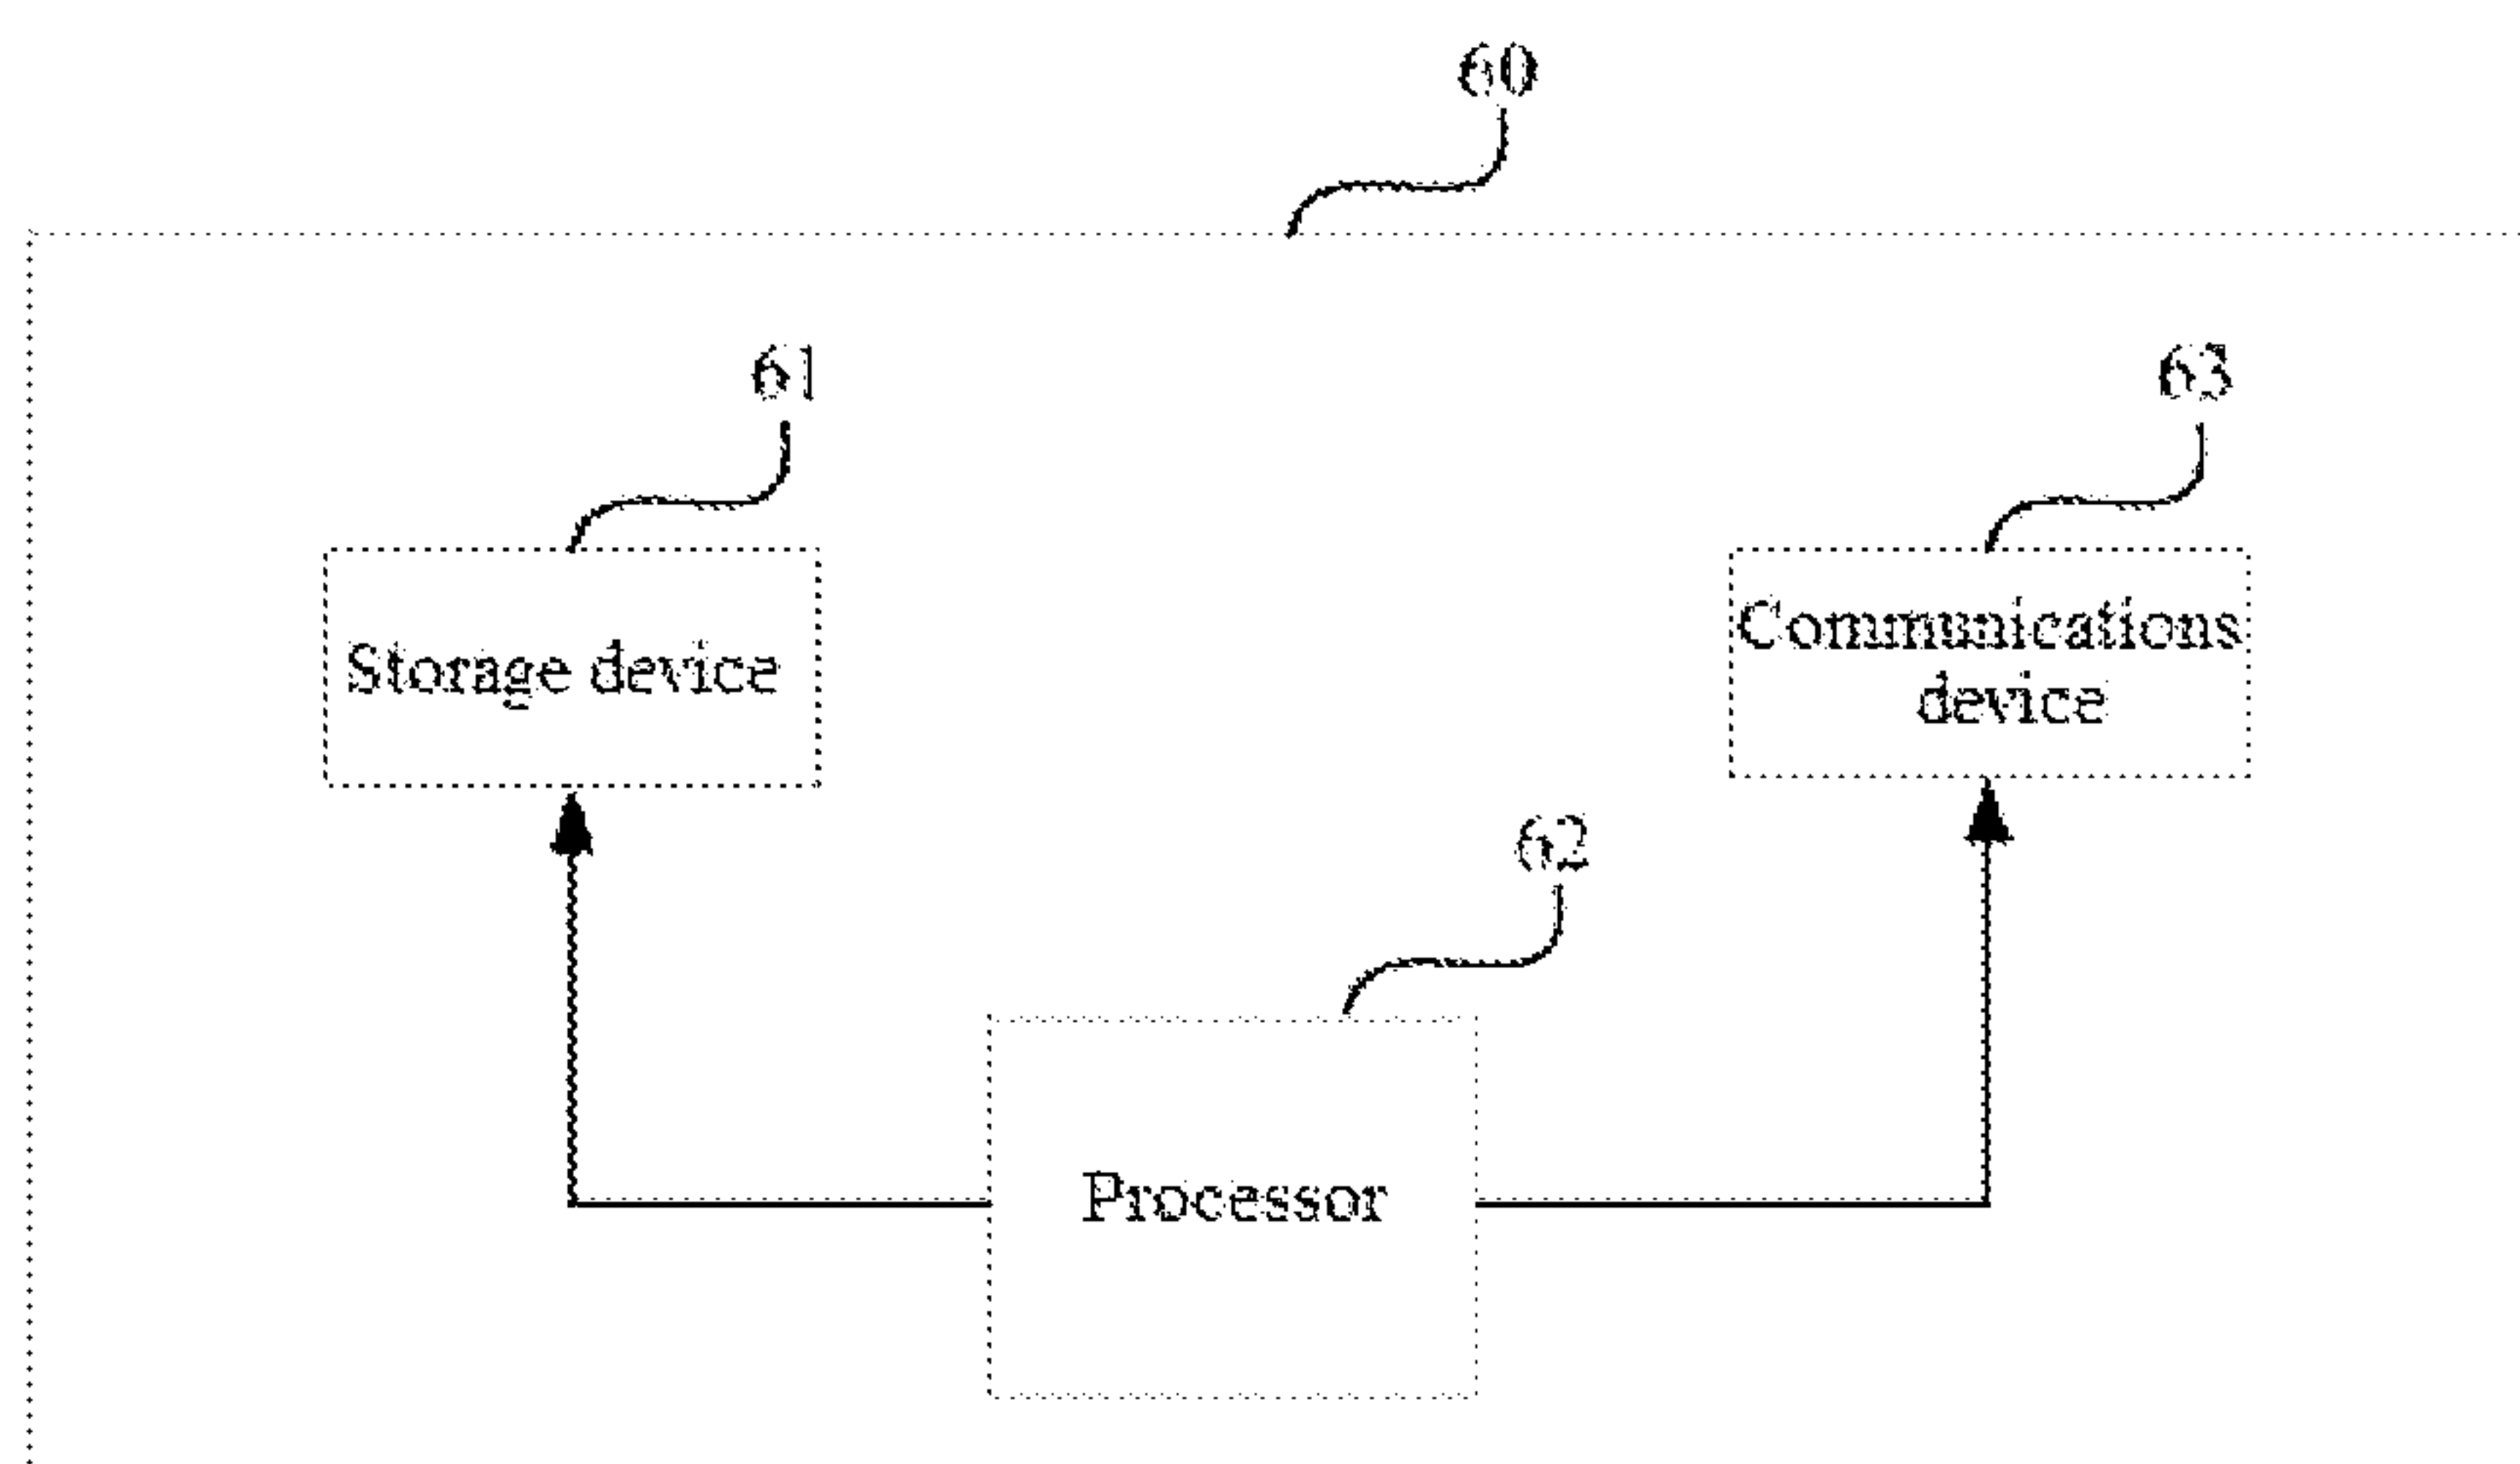 60
61
63
Storage device
Communications
device
62
Processor